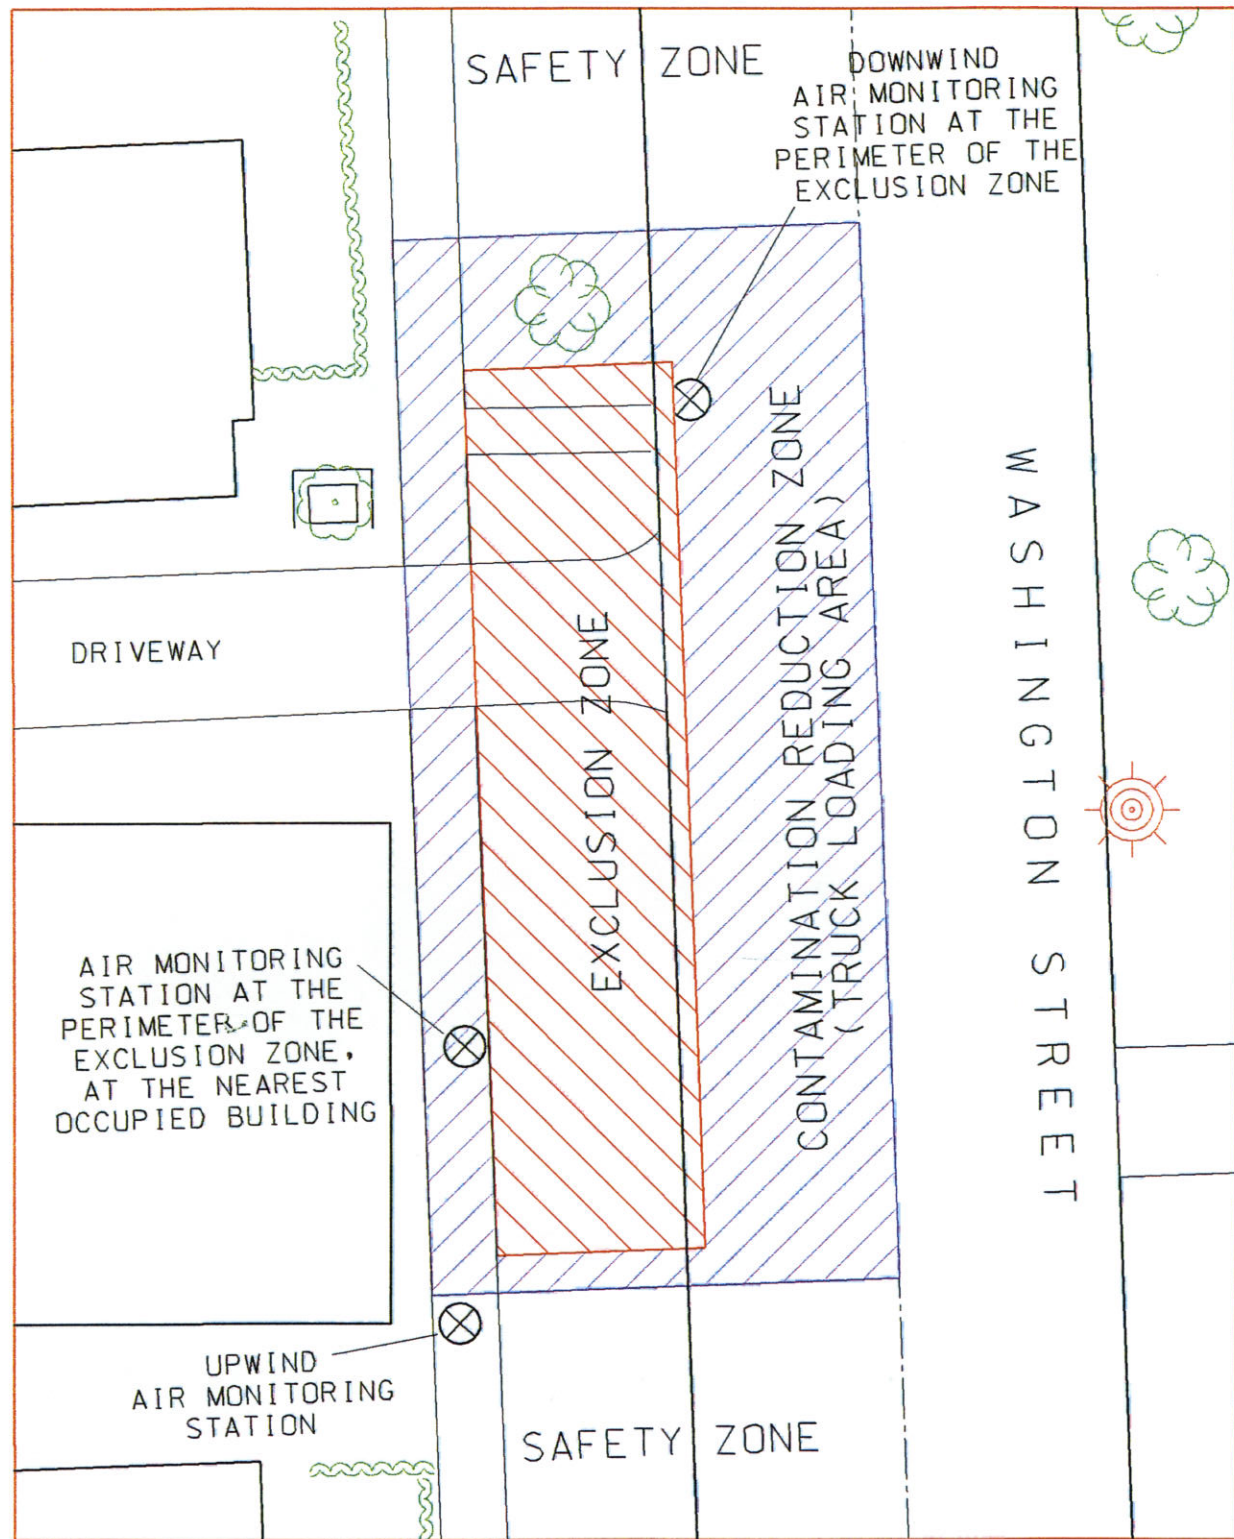 SAFETY ZONE
DOWNWIND
AIR MONITORING
STATION AT THE
PERIMETER OF THE
EXCLUSION ZONE
DRIVEWAY
EXCLUSION ZONE
CONTAMINATION REDUCTION ZONE
(TRUCK LOADING AREA)
WASHINGTON STREET
AIR MONITORING
STATION AT THE
PERIMETER OF THE
EXCLUSION ZONE,
AT THE NEAREST
OCCUPIED BUILDING
UPWIND
AIR MONITORING
STATION
SAFETY ZONE